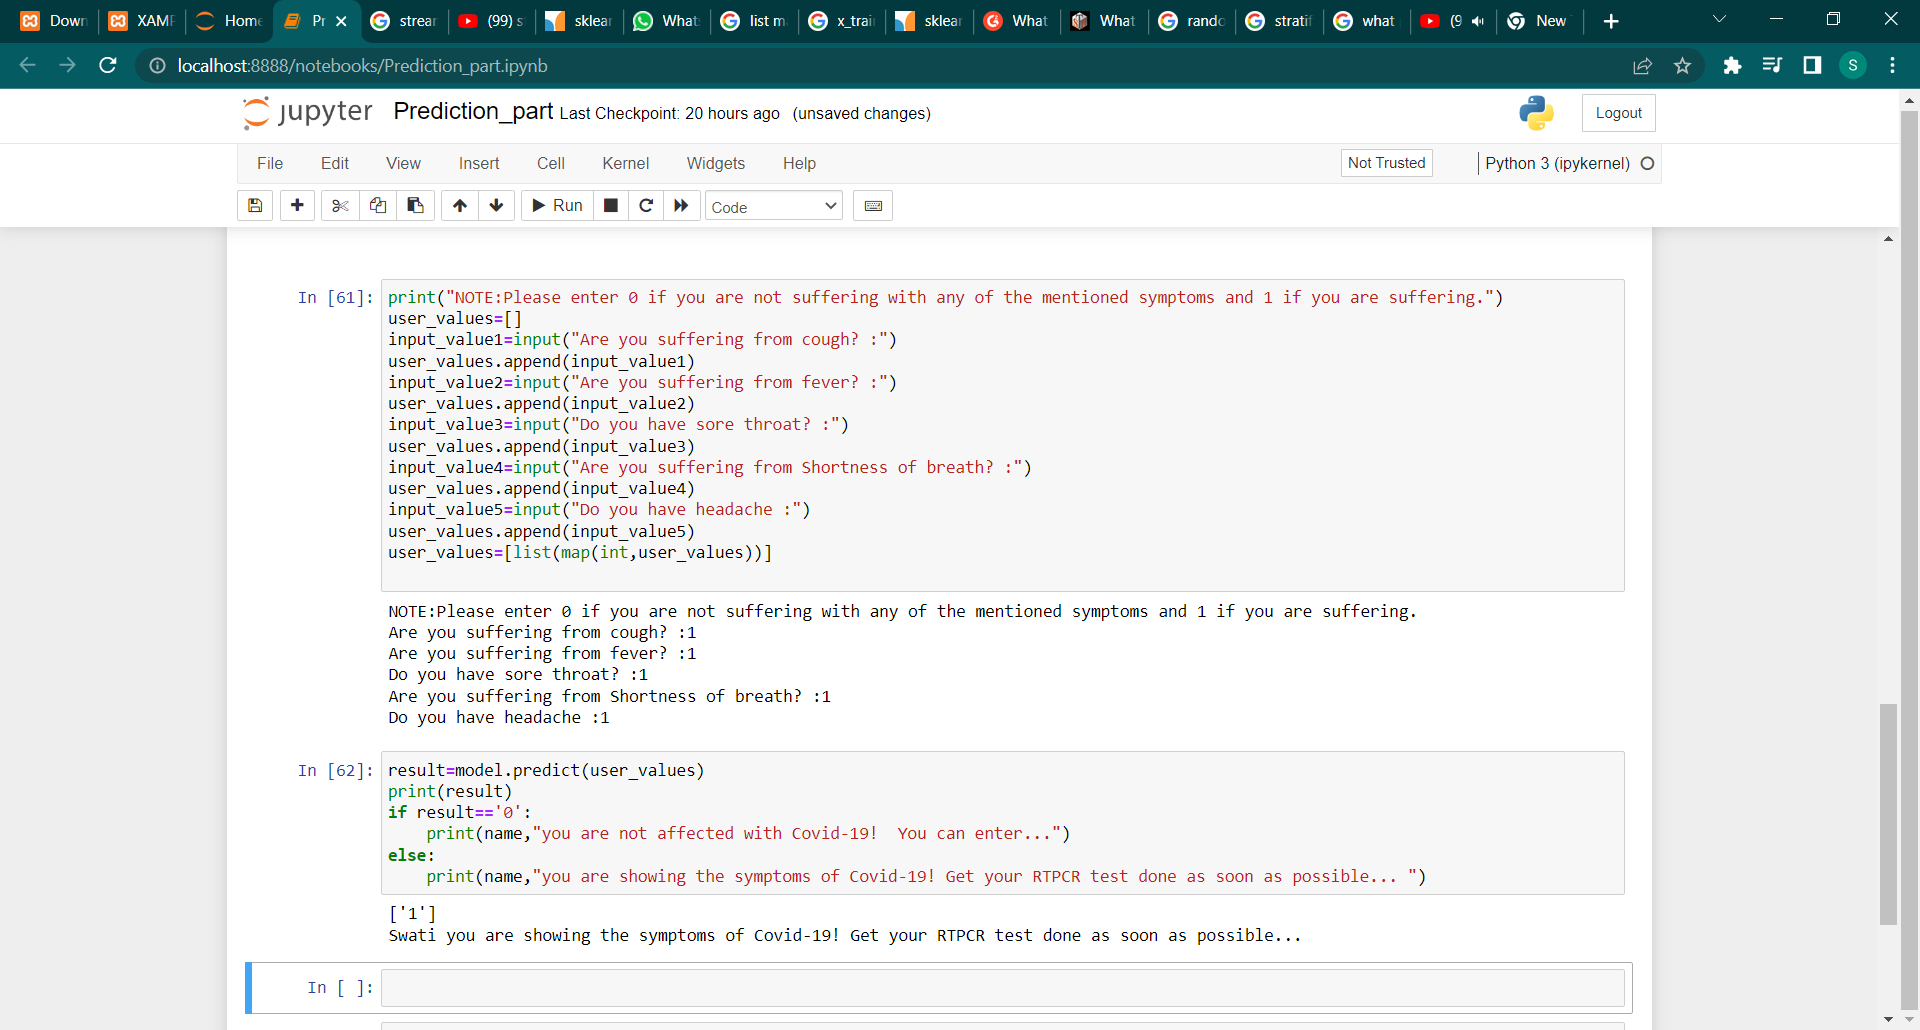 Down XAMP Home Pr strear (99) s sklear What list m x_trai sklear What What rando stratif what (9 New
localhost:8888/notebooks/Prediction_part.ipynb S
jupyter Prediction_part Last Checkpoint: 20 hours ago (unsaved changes) Logout
File Edit View Insert Cell Kernel Widgets Help Not Trusted Python 3 (ipykernel)
Run Code
In [61]: print("NOTE:Please enter 0 if you are not suffering with any of the mentioned symptoms and 1 if you are suffering.")
user_values=[]
input_value1=input("Are you suffering from cough? :")
user_values.append(input_value1)
input_value2=input("Are you suffering from fever? :")
user_values.append(input_value2)
input_value3=input("Do you have sore throat? :")
user_values.append(input_value3)
input_value4=input("Are you suffering from Shortness of breath? :")
user_values.append(input_value4)
input_value5=input("Do you have headache :")
user_values.append(input_value5)
user_values=[list(map(int,user_values))]
NOTE:Please enter 0 if you are not suffering with any of the mentioned symptoms and 1 if you are suffering.
Are you suffering from cough? :1
Are you suffering from fever? :1
Do you have sore throat? :1
Are you suffering from Shortness of breath? :1
Do you have headache :1
In [62]: result=model.predict(user_values)
print(result)
if result=='0':
    print(name,"you are not affected with Covid-19!  You can enter...")
else:
    print(name,"you are showing the symptoms of Covid-19! Get your RTPCR test done as soon as possible... ")
['1']
Swati you are showing the symptoms of Covid-19! Get your RTPCR test done as soon as possible...
In [ ]: